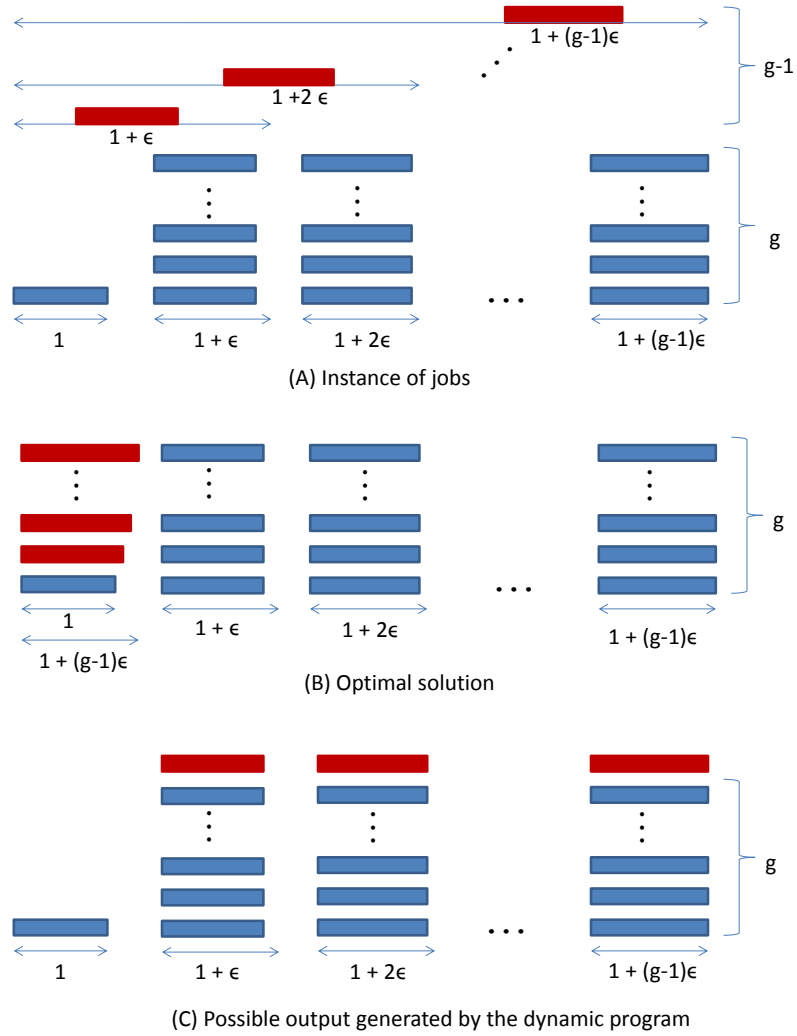 1 + (g-1)ϵ
g-1
1 +2 ϵ
1 + ϵ
g
1
1 + ϵ
1 + 2ϵ
1 + (g-1)ϵ
(A) Instance of jobs
g
1
1 + ϵ
1 + 2ϵ
1 + (g-1)ϵ
1 + (g-1)ϵ
(B) Optimal solution
g
1
1 + ϵ
1 + 2ϵ
1 + (g-1)ϵ
(C) Possible output generated by the dynamic program